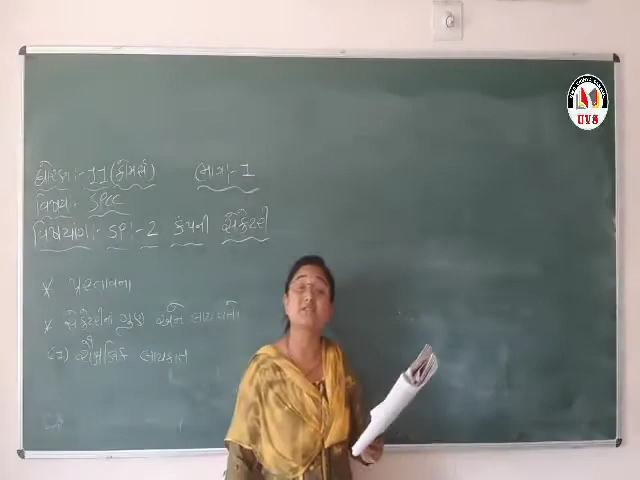 ધોરણ:- 11 (કોમર્સ) ભાગ:- 1
વિષય:- SPCC
વિષયાંગ:- SP:- 2 કંપની સેક્રેટરી
* પ્રસ્તાવના
* સેક્રેટરીનાં ગુણ અને લાયકાતો
(1) શૈક્ષણિક લાયકાત
UVS